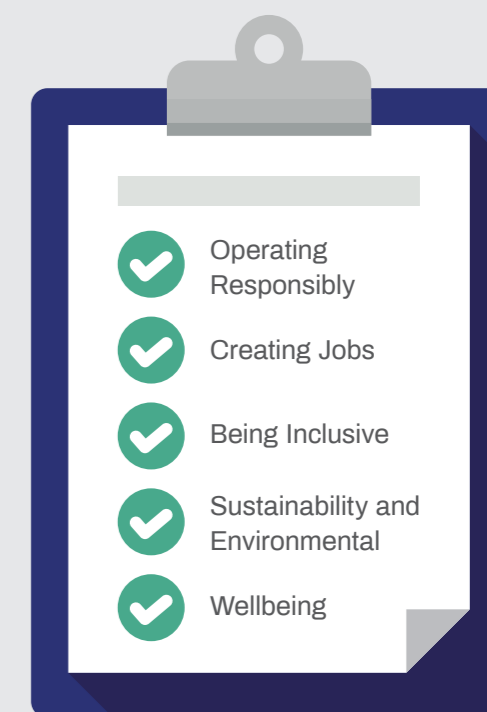 Operating
Responsibly
Creating Jobs
Being Inclusive
Sustainability and
Environmental
Wellbeing